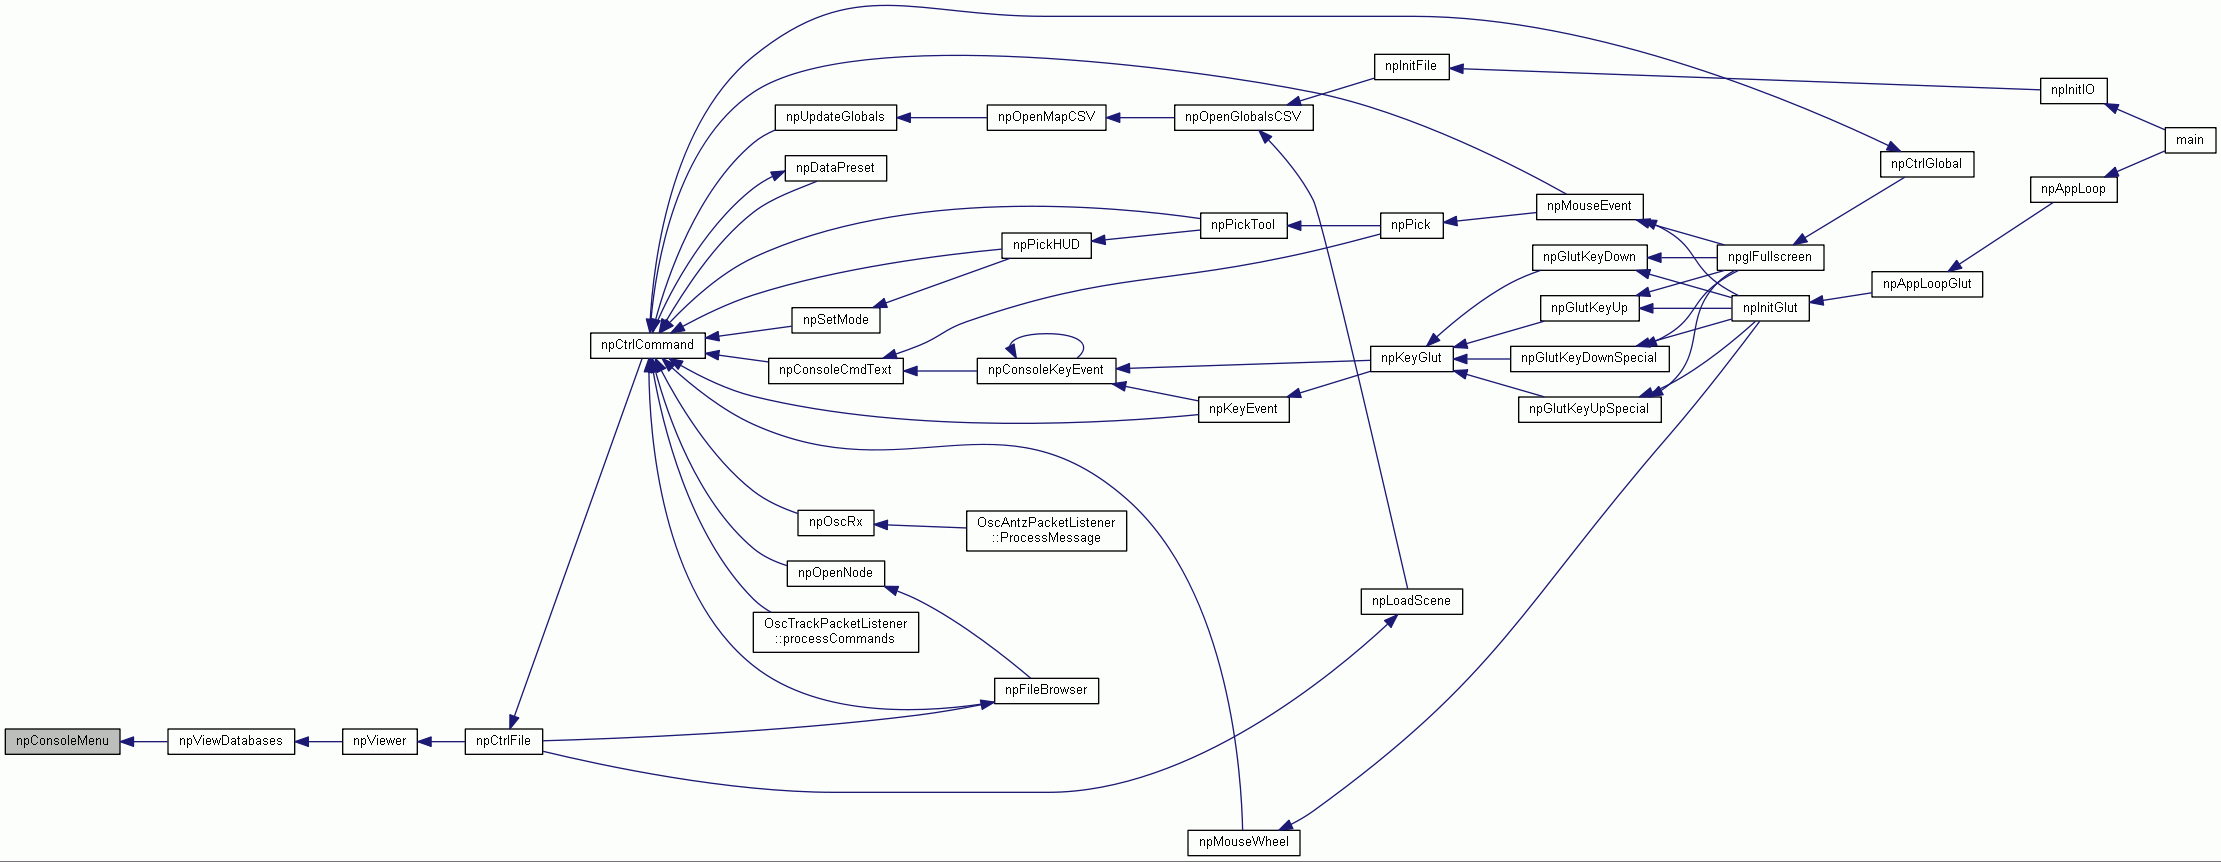 npInitFile
npInitIO
npUpdateGlobals
npOpenMapCSV
npOpenGlobalsCSV
main
npDataPreset
npCtrlGlobal
npAppLoop
npMouseEvent
npPickTool
npPick
npPickHUD
npGlutKeyDown
npglFullscreen
npAppLoopGlut
npSetMode
npGlutKeyUp
npInitGlut
npCtrlCommand
npConsoleCmdText
npConsoleKeyEvent
npKeyGlut
npGlutKeyDownSpecial
npKeyEvent
npGlutKeyUpSpecial
npOscRx
OscAntzPacketListener
::ProcessMessage
npOpenNode
npLoadScene
OscTrackPacketListener
::processCommands
npFileBrowser
npConsoleMenu
npViewDatabases
npViewer
npCtrlFile
npMouseWheel